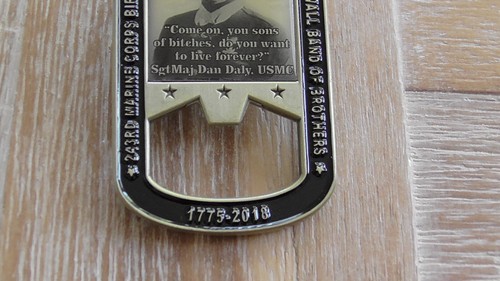 "Come on, you sons
of bitches, do you want
to live forever?"
SgtMaj Dan Daly, USMC
243RD MARINE CORPS
BAND OF BROTHERS
1775-2018